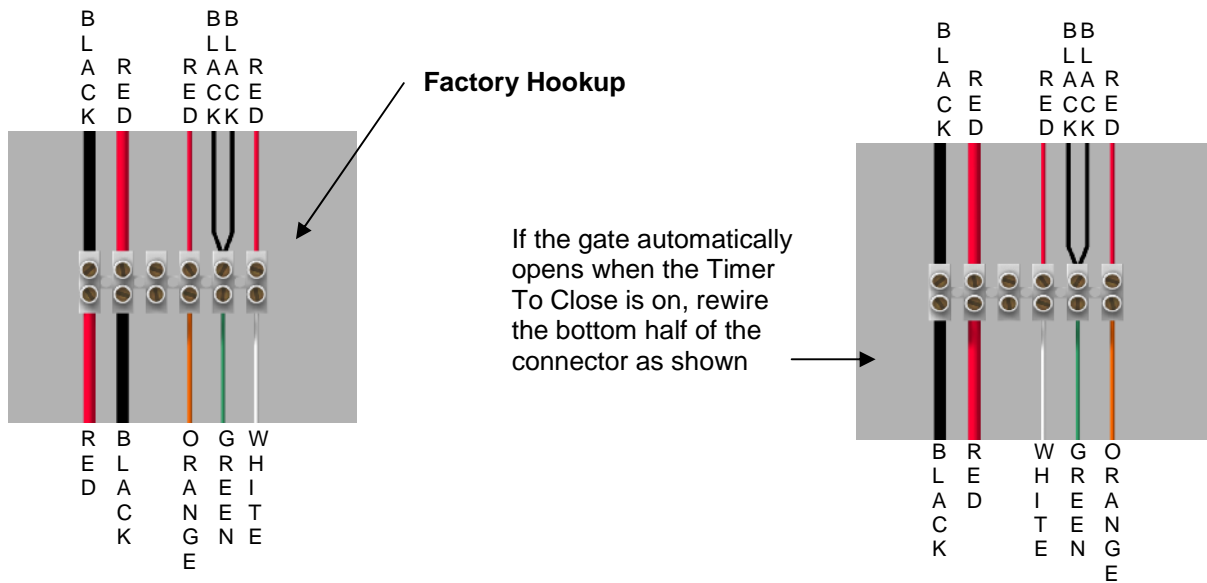 BLACK
RED
RED
BLACK
BLACK
RED
Factory Hookup
RED
BLACK
ORANGE
GREEN
WHITE
If the gate automatically
opens when the Timer
To Close is on, rewire
the bottom half of the
connector as shown
BLACK
RED
RED
BLACK
BLACK
RED
BLACK
RED
WHITE
GREEN
ORANGE